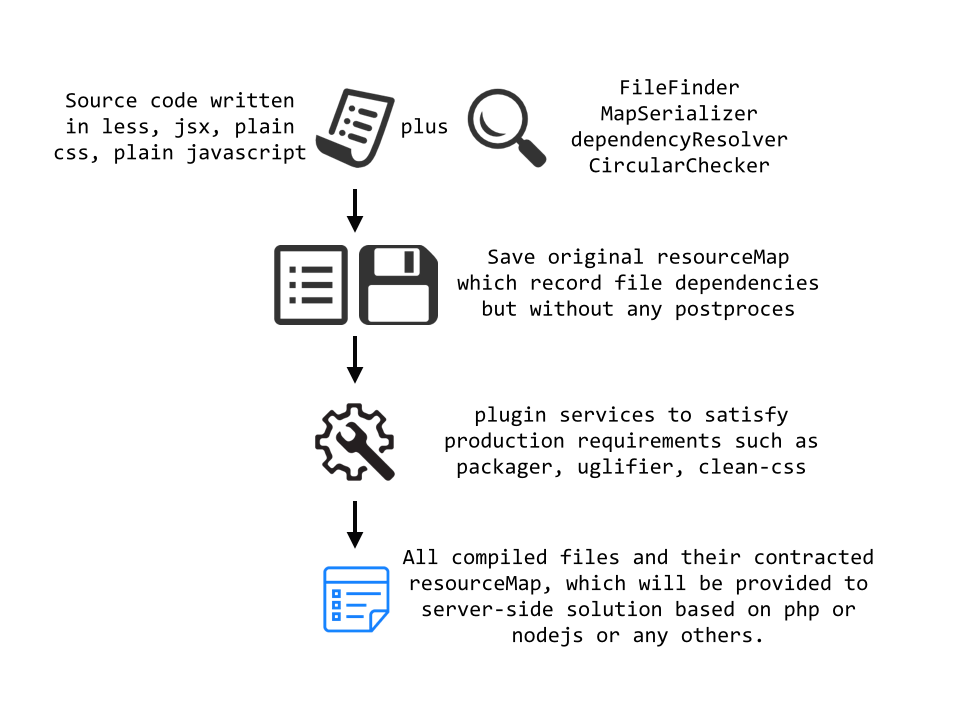 Source code written
in less, jsx, plain
css, plain javascript
plus
FileFinder
MapSerializer
dependencyResolver
CircularChecker
Save original resourceMap
which record file dependencies
but without any postproces
plugin services to satisfy
production requirements such as
packager, uglifier, clean-css
All compiled files and their contracted
resourceMap, which will be provided to
server-side solution based on php or
nodejs or any others.